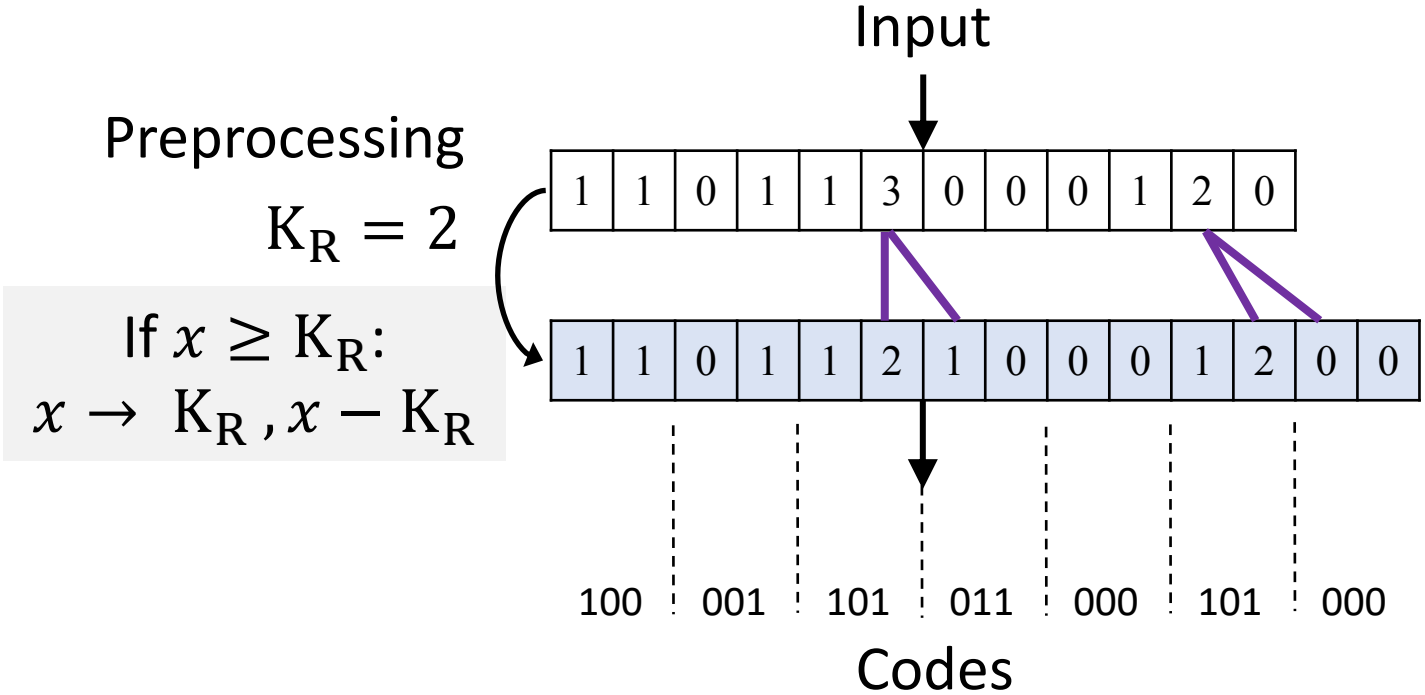 Input
Preprocessing
K_R = 2
If x ≥ K_R:
x → K_R , x − K_R
1 1 0 1 1 3 0 0 0 1 2 0
1 1 0 1 1 2 1 0 0 0 1 2 0 0
100 001 101 011 000 101 000
Codes